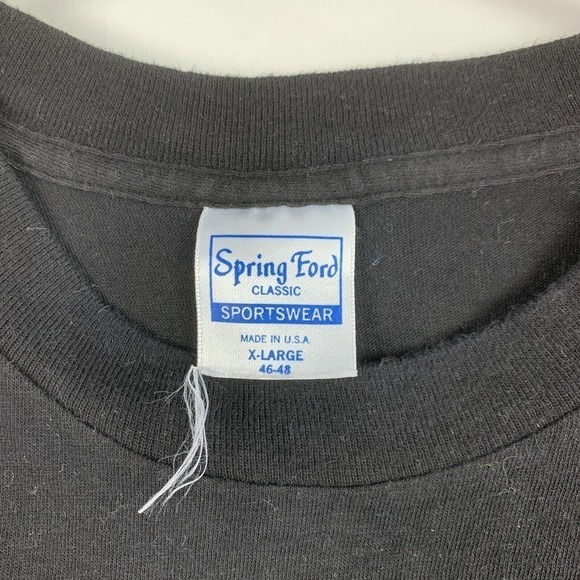 Spring Ford
CLASSIC
SPORTSWEAR
MADE IN U.S.A.
X-LARGE
46-48